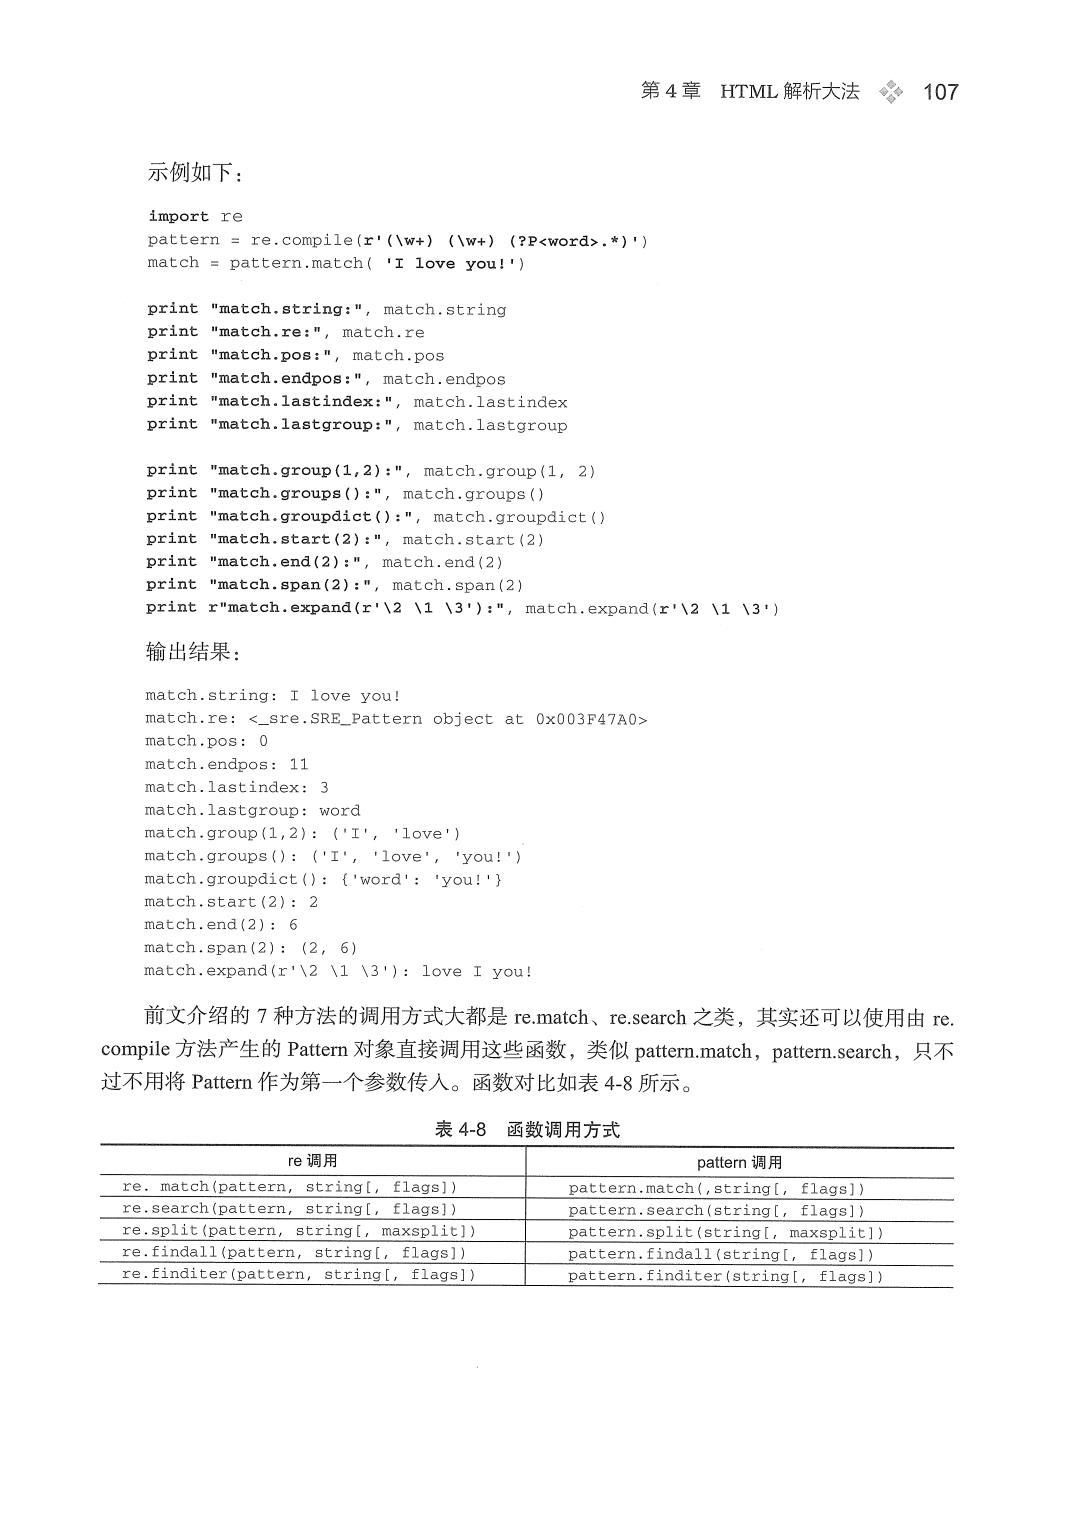 第 4 章 HTML 解析大法 107
示例如下：
import re
pattern = re.compile(r'(\w+) (\w+) (?P<word>.*)')
match = pattern.match( 'I love you!')
print "match.string:", match.string
print "match.re:", match.re
print "match.pos:", match.pos
print "match.endpos:", match.endpos
print "match.lastindex:", match.lastindex
print "match.lastgroup:", match.lastgroup
print "match.group(1,2):", match.group(1, 2)
print "match.groups():", match.groups()
print "match.groupdict():", match.groupdict()
print "match.start(2):", match.start(2)
print "match.end(2):", match.end(2)
print "match.span(2):", match.span(2)
print r"match.expand(r'\2 \1 \3'):", match.expand(r'\2 \1 \3')
输出结果：
match.string: I love you!
match.re: <_sre.SRE_Pattern object at 0x003F47A0>
match.pos: 0
match.endpos: 11
match.lastindex: 3
match.lastgroup: word
match.group(1,2): ('I', 'love')
match.groups(): ('I', 'love', 'you!')
match.groupdict(): {'word': 'you!'}
match.start(2): 2
match.end(2): 6
match.span(2): (2, 6)
match.expand(r'\2 \1 \3'): love I you!
前文介绍的 7 种方法的调用方式大都是 re.match、re.search 之类，其实还可以使用由 re.
compile 方法产生的 Pattern 对象直接调用这些函数，类似 pattern.match，pattern.search，只不
过不用将 Pattern 作为第一个参数传入。函数对比如表 4-8 所示。
表 4-8 函数调用方式
re 调用 pattern 调用
re. match(pattern, string[, flags]) pattern.match(,string[, flags])
re.search(pattern, string[, flags]) pattern.search(string[, flags])
re.split(pattern, string[, maxsplit]) pattern.split(string[, maxsplit])
re.findall(pattern, string[, flags]) pattern.findall(string[, flags])
re.finditer(pattern, string[, flags]) pattern.finditer(string[, flags])